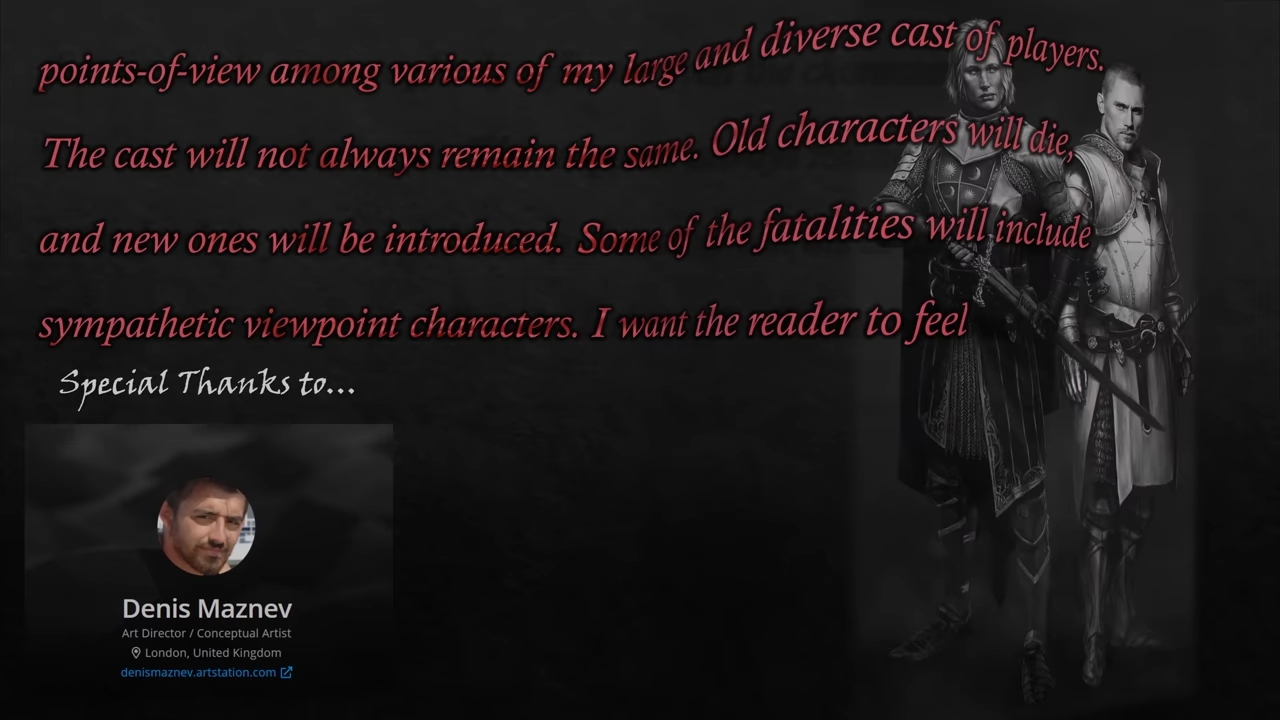 points-of-view among various of my large and diverse cast of players.
The cast will not always remain the same. Old characters will die,
and new ones will be introduced. Some of the fatalities will include
sympathetic viewpoint characters. I want the reader to feel
Special Thanks to...
Denis Maznev
Art Director / Conceptual Artist
London, United Kingdom
denismaznev.artstation.com